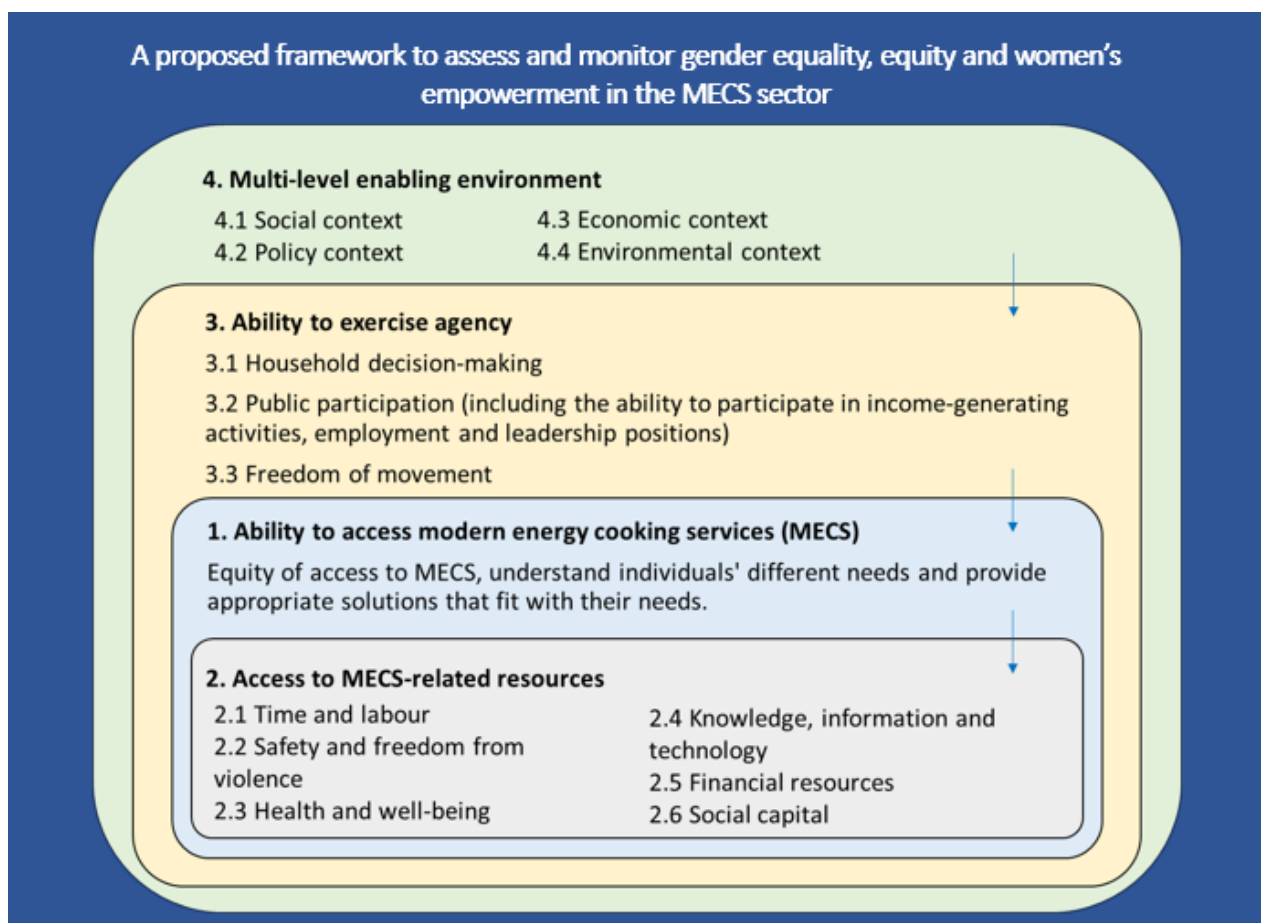 A proposed framework to assess and monitor gender equality, equity and women's
empowerment in the MECS sector
4. Multi-level enabling environment
4.1 Social context
4.2 Policy context
4.3 Economic context
4.4 Environmental context
3. Ability to exercise agency
3.1 Household decision-making
3.2 Public participation (including the ability to participate in income-generating
activities, employment and leadership positions)
3.3 Freedom of movement
1. Ability to access modern energy cooking services (MECS)
Equity of access to MECS, understand individuals' different needs and provide
appropriate solutions that fit with their needs.
2. Access to MECS-related resources
2.1 Time and labour
2.2 Safety and freedom from
violence
2.3 Health and well-being
2.4 Knowledge, information and
technology
2.5 Financial resources
2.6 Social capital